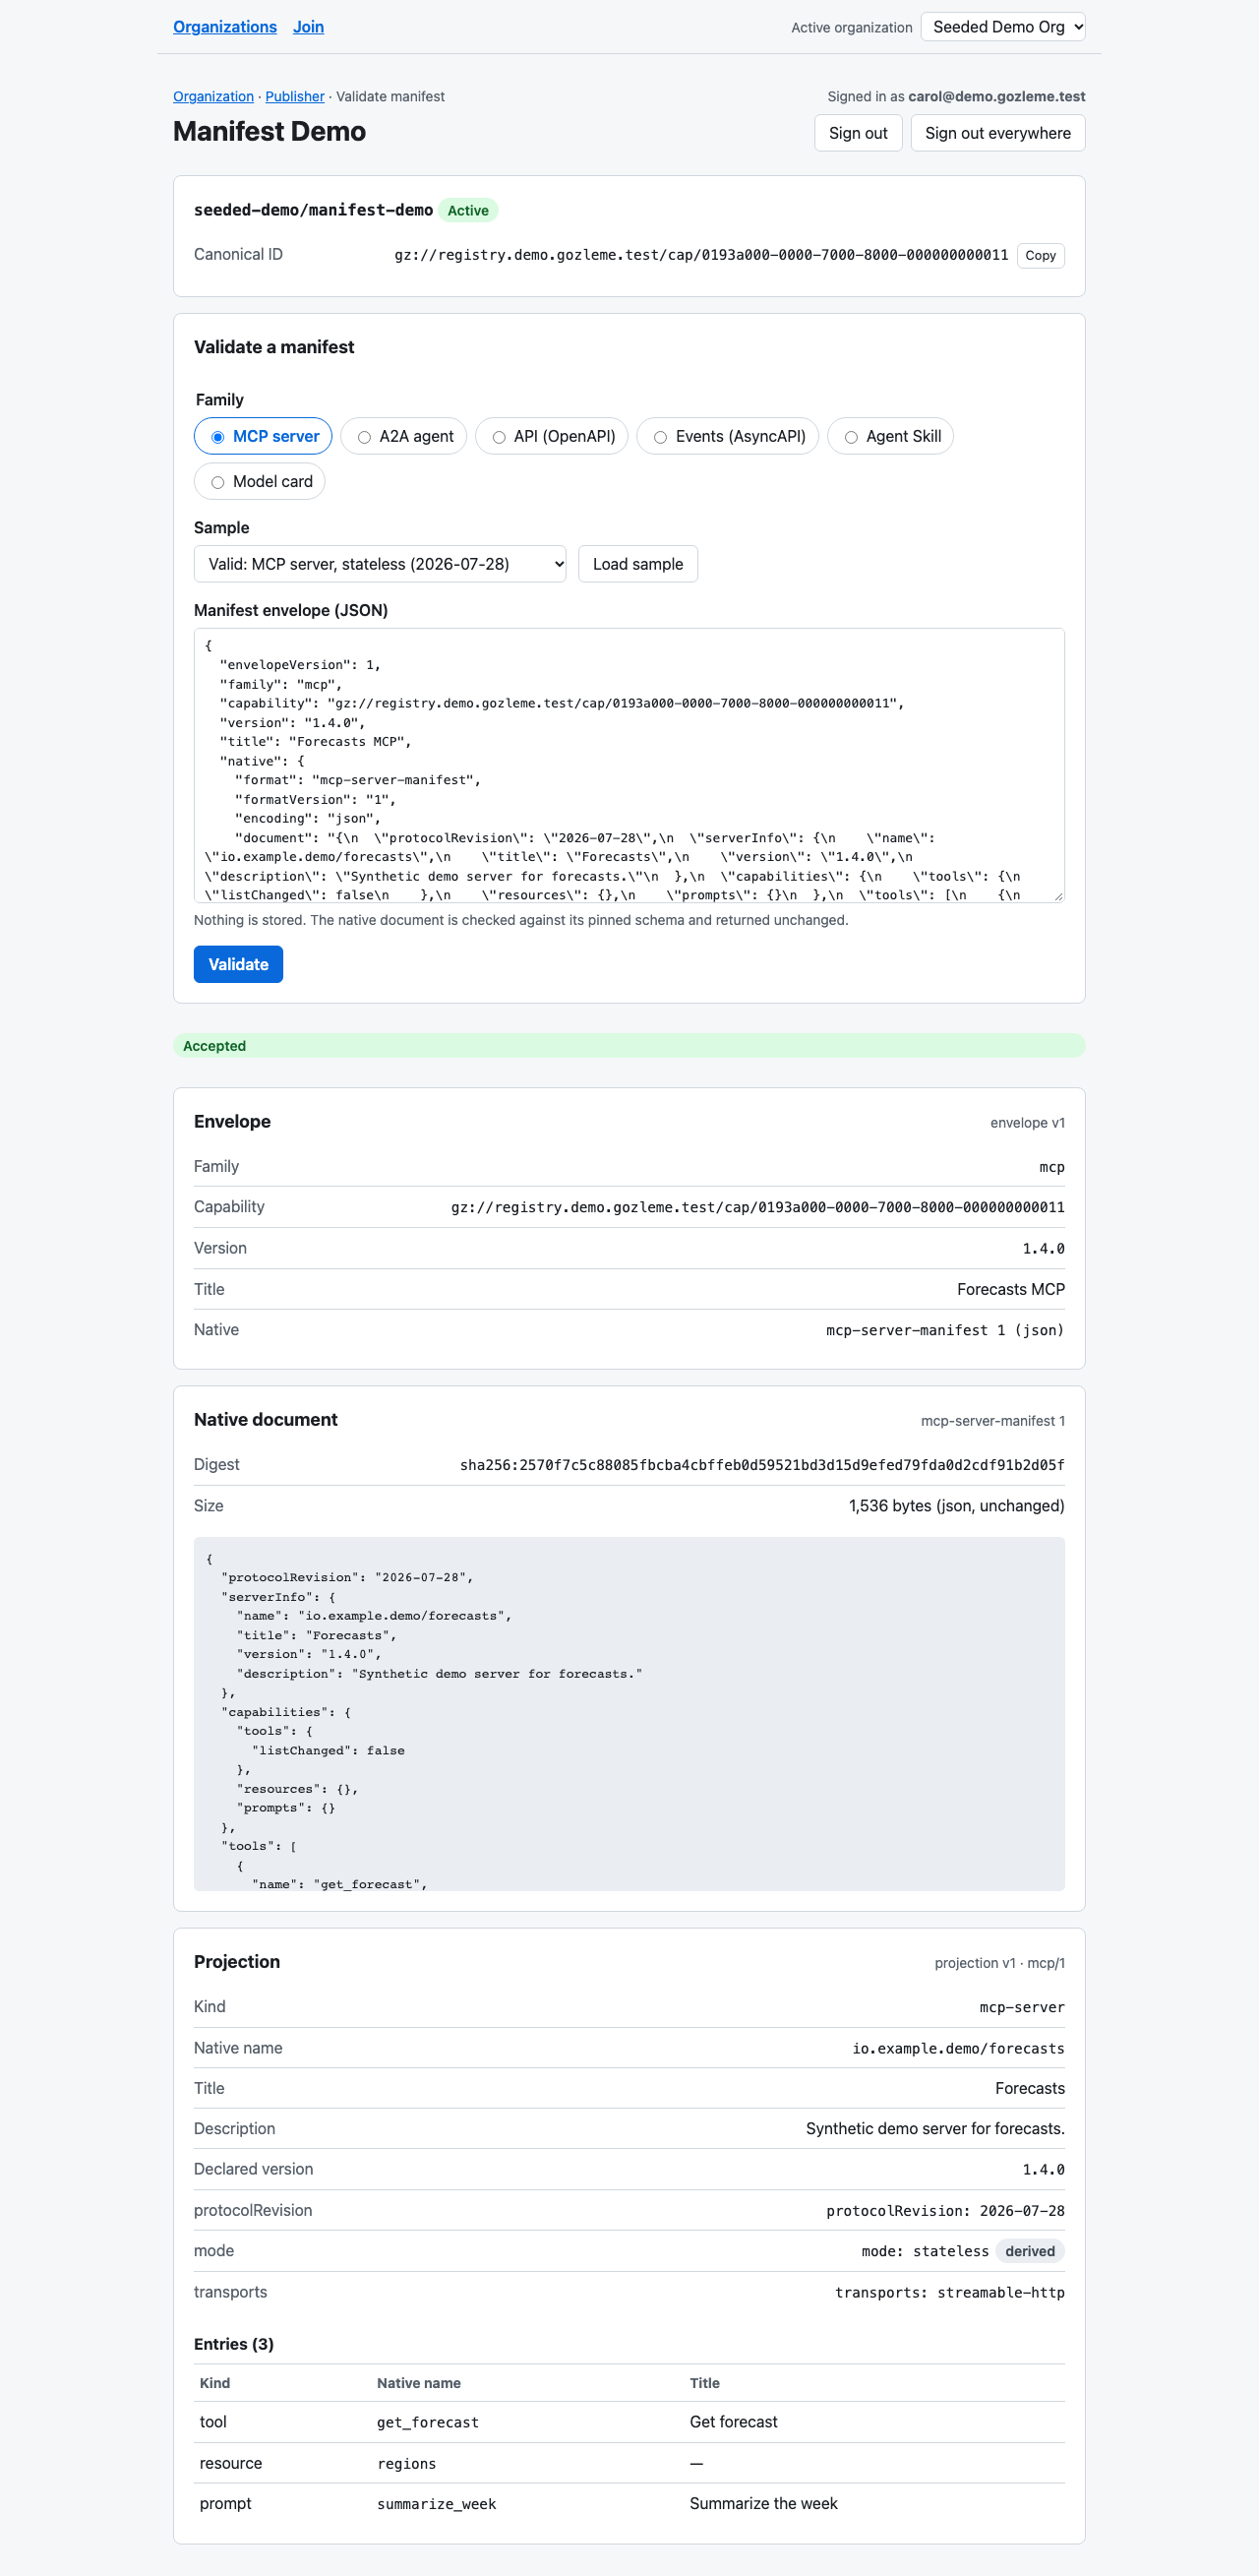 Organizations Join Active organization Seeded Demo Org
Organization · Publisher · Validate manifest Signed in as carol@demo.gozleme.test
Manifest Demo Sign out Sign out everywhere
seeded-demo/manifest-demo Active
Canonical ID gz://registry.demo.gozleme.test/cap/0193a000-0000-7000-8000-000000000011 Copy
Validate a manifest
Family
MCP server A2A agent API (OpenAPI) Events (AsyncAPI) Agent Skill
Model card
Sample
Valid: MCP server, stateless (2026-07-28) Load sample
Manifest envelope (JSON)
{
  "envelopeVersion": 1,
  "family": "mcp",
  "capability": "gz://registry.demo.gozleme.test/cap/0193a000-0000-7000-8000-000000000011",
  "version": "1.4.0",
  "title": "Forecasts MCP",
  "native": {
    "format": "mcp-server-manifest",
    "formatVersion": "1",
    "encoding": "json",
    "document": "{\n  \"protocolRevision\": \"2026-07-28\",\n  \"serverInfo\": {\n    \"name\":
\"io.example.demo/forecasts\",\n    \"title\": \"Forecasts\",\n    \"version\": \"1.4.0\",\n
\"description\": \"Synthetic demo server for forecasts.\"\n  },\n  \"capabilities\": {\n    \"tools\": {\n
\"listChanged\": false\n    },\n    \"resources\": {},\n    \"prompts\": {}\n  },\n  \"tools\": [\n    {\n
Nothing is stored. The native document is checked against its pinned schema and returned unchanged.
Validate
Accepted
Envelope envelope v1
Family mcp
Capability gz://registry.demo.gozleme.test/cap/0193a000-0000-7000-8000-000000000011
Version 1.4.0
Title Forecasts MCP
Native mcp-server-manifest 1 (json)
Native document mcp-server-manifest 1
Digest sha256:2570f7c5c88085fbcba4cbffeb0d59521bd3d15d9efed79fda0d2cdf91b2d05f
Size 1,536 bytes (json, unchanged)
{
  "protocolRevision": "2026-07-28",
  "serverInfo": {
    "name": "io.example.demo/forecasts",
    "title": "Forecasts",
    "version": "1.4.0",
    "description": "Synthetic demo server for forecasts."
  },
  "capabilities": {
    "tools": {
      "listChanged": false
    },
    "resources": {},
    "prompts": {}
  },
  "tools": [
    {
      "name": "get_forecast",
Projection projection v1 · mcp/1
Kind mcp-server
Native name io.example.demo/forecasts
Title Forecasts
Description Synthetic demo server for forecasts.
Declared version 1.4.0
protocolRevision protocolRevision: 2026-07-28
mode mode: stateless derived
transports transports: streamable-http
Entries (3)
Kind Native name Title
tool get_forecast Get forecast
resource regions —
prompt summarize_week Summarize the week